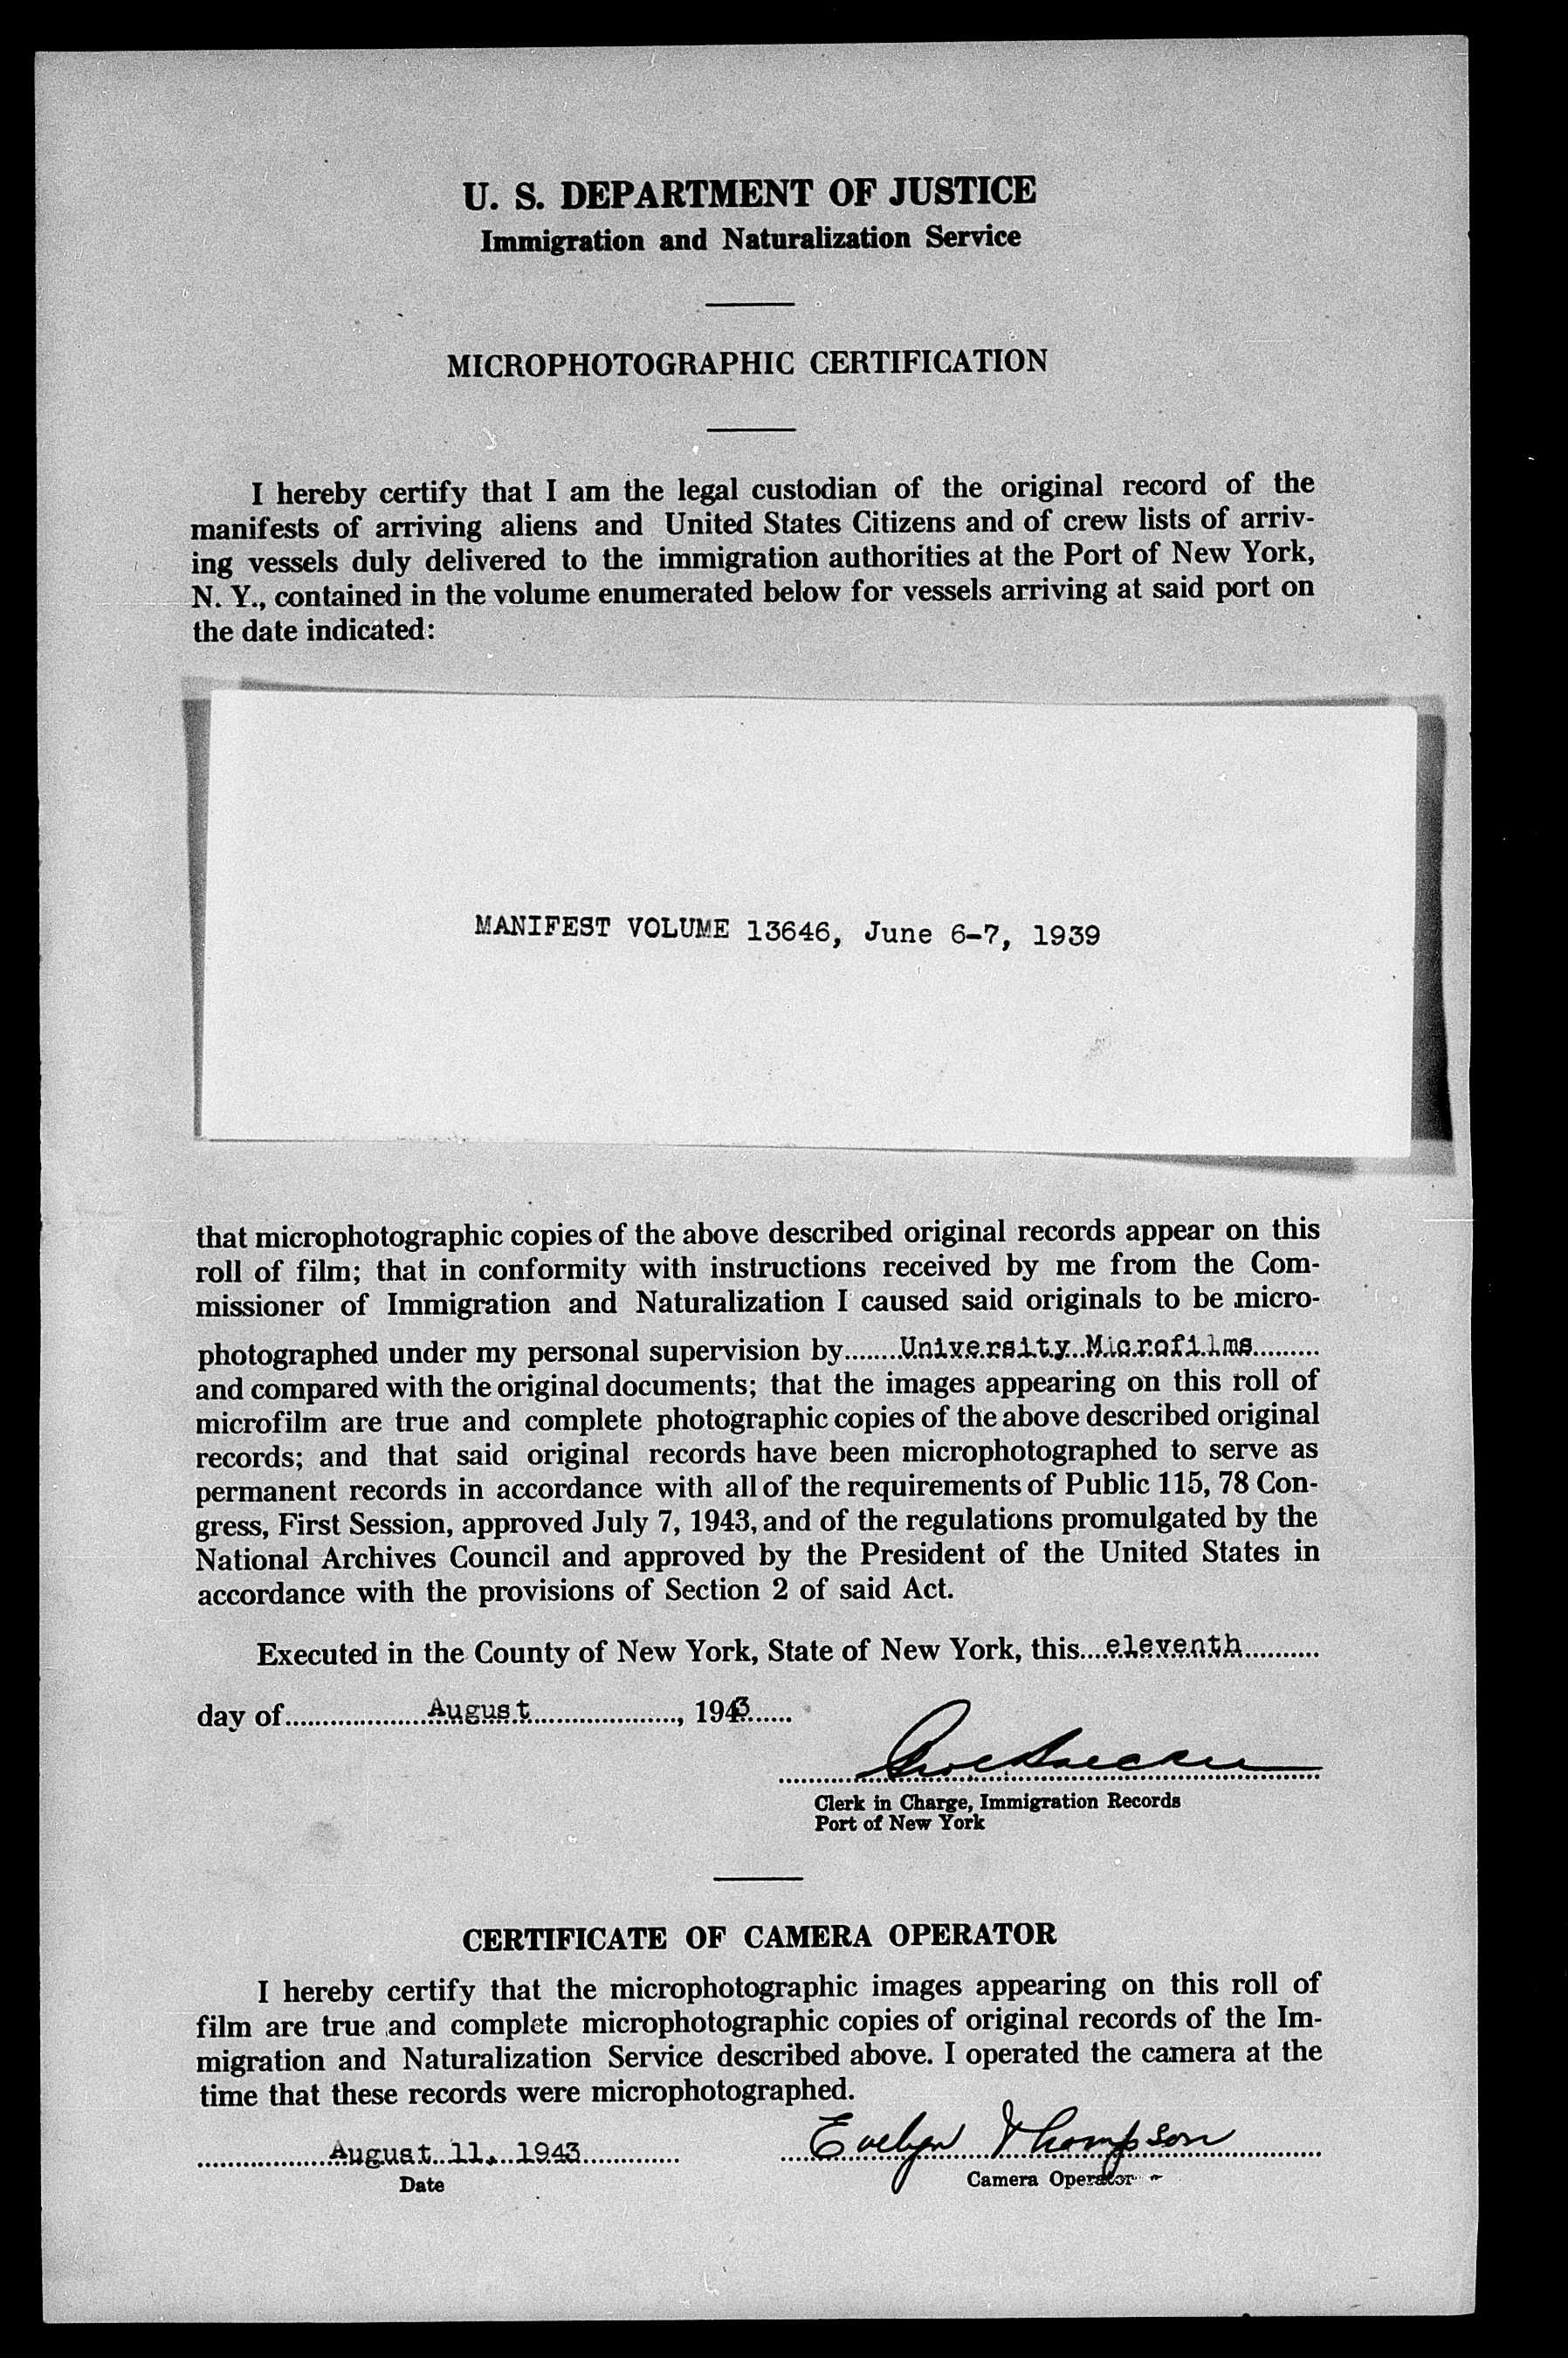 U. S. DEPARTMENT OF JUSTICE
Immigration and Naturalization Service
MICROPHOTOGRAPHIC CERTIFICATION
I hereby certify that I am the legal custodian of the original record of the
manifests of arriving aliens and United States Citizens and of crew lists of arriv-
ing vessels duly delivered to the immigration authorities at the Port of New York,
N. Y., contained in the volume enumerated below for vessels arriving at said port on
the date indicated:
MANIFEST VOLUME 13646, June 6-7, 1939
that microphotographic copies of the above described original records appear on this
roll of film; that in conformity with instructions received by me from the Com-
missioner of Immigration and Naturalization I caused said originals to be micro-
photographed under my personal supervision by University Microfilms
and compared with the original documents; that the images appearing on this roll of
microfilm are true and complete photographic copies of the above described original
records; and that said original records have been microphotographed to serve as
permanent records in accordance with all of the requirements of Public 115, 78 Con-
gress, First Session, approved July 7, 1943, and of the regulations promulgated by the
National Archives Council and approved by the President of the United States in
accordance with the provisions of Section 2 of said Act.
Executed in the County of New York, State of New York, this eleventh
day of August, 1943
Clerk in Charge, Immigration Records
Port of New York
CERTIFICATE OF CAMERA OPERATOR
I hereby certify that the microphotographic images appearing on this roll of
film are true and complete microphotographic copies of original records of the Im-
migration and Naturalization Service described above. I operated the camera at the
time that these records were microphotographed.
August 11, 1943 Evelyn Thompson
Date Camera Operator